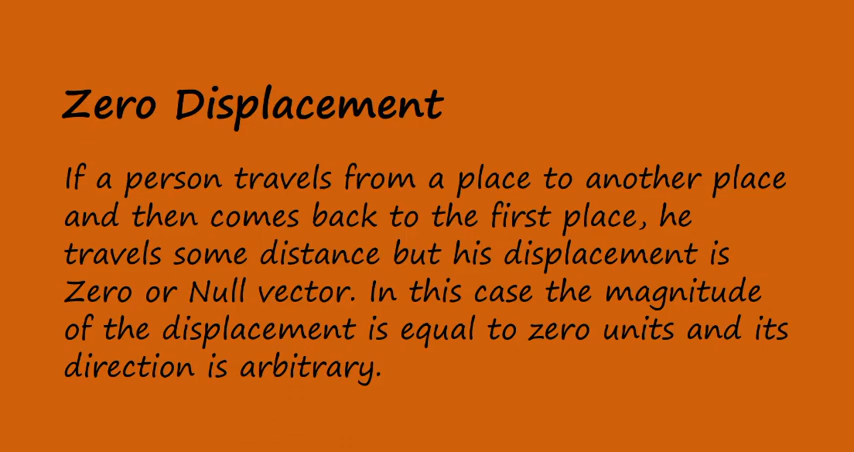 Zero Displacement
If a person travels from a place to another place
and then comes back to the first place, he
travels some distance but his displacement is
Zero or Null vector. In this case the magnitude
of the displacement is equal to zero units and its
direction is arbitrary.